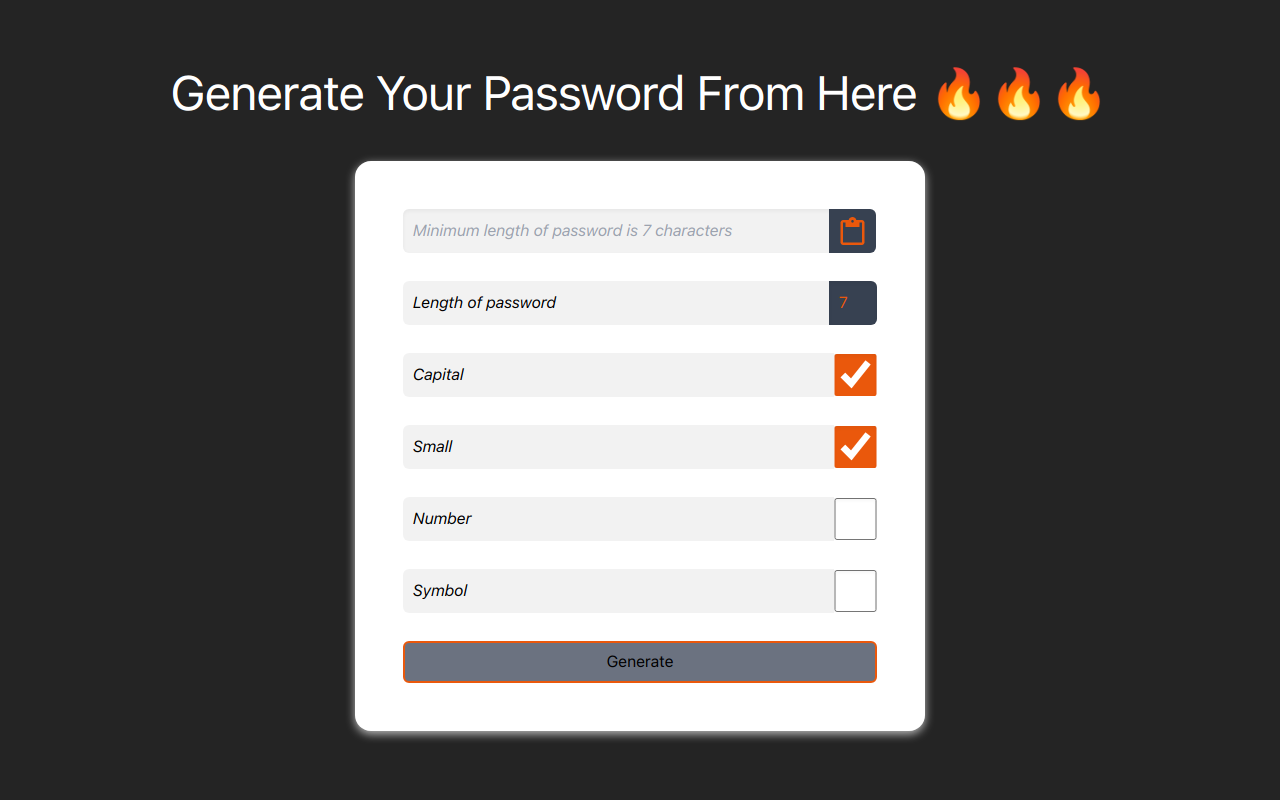 Generate Your Password From Here 🔥🔥🔥
Minimum length of password is 7 characters
Length of password 7
Capital
Small
Number
Symbol
Generate